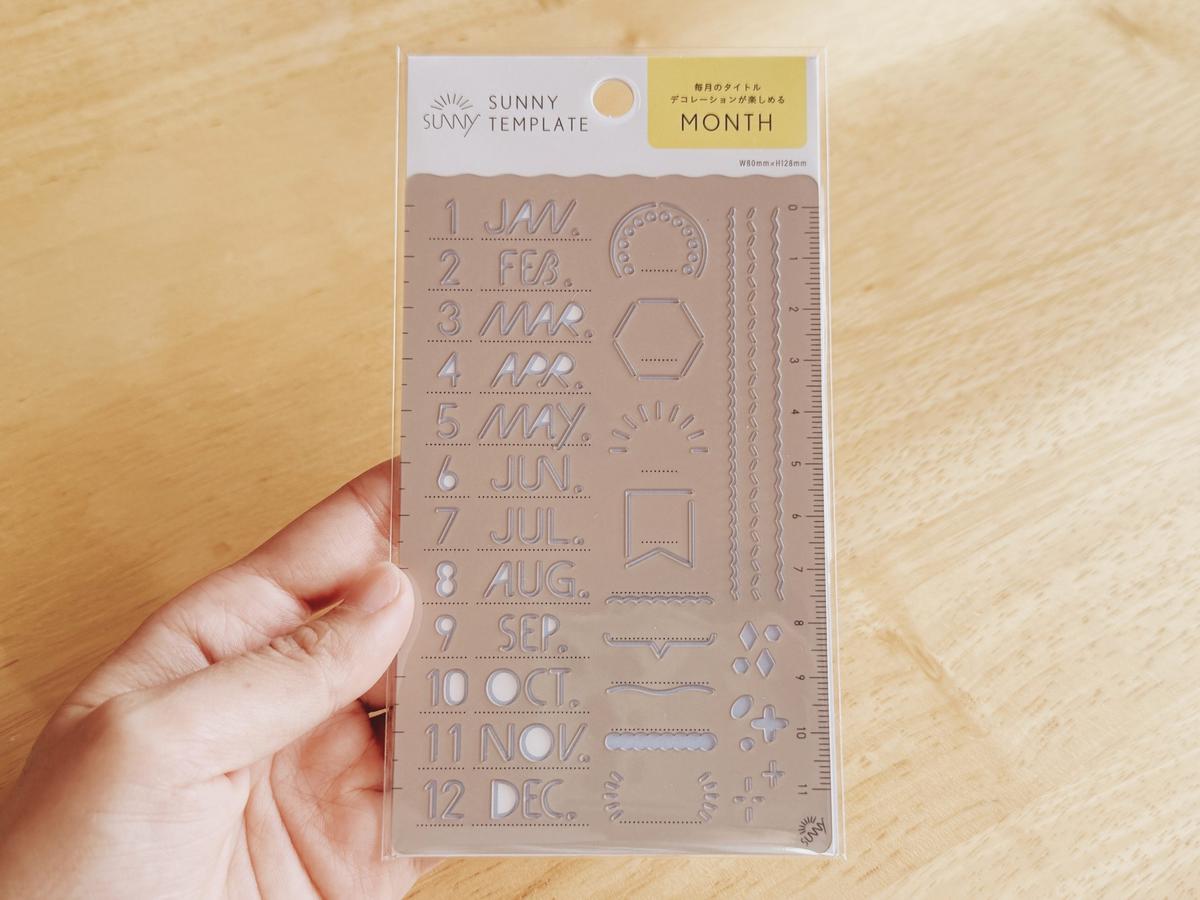 sunny
SUNNY
TEMPLATE
毎月のタイトル
デコレーションが楽しめる
MONTH
W80mm×H128mm
1 JAN.
2 FEB.
3 MAR.
4 APR.
5 MAY.
6 JUN.
7 JUL.
8 AUG.
9 SEP.
10 OCT.
11 NOV.
12 DEC.
0
1
2
3
4
5
6
7
8
9
10
11
sunny